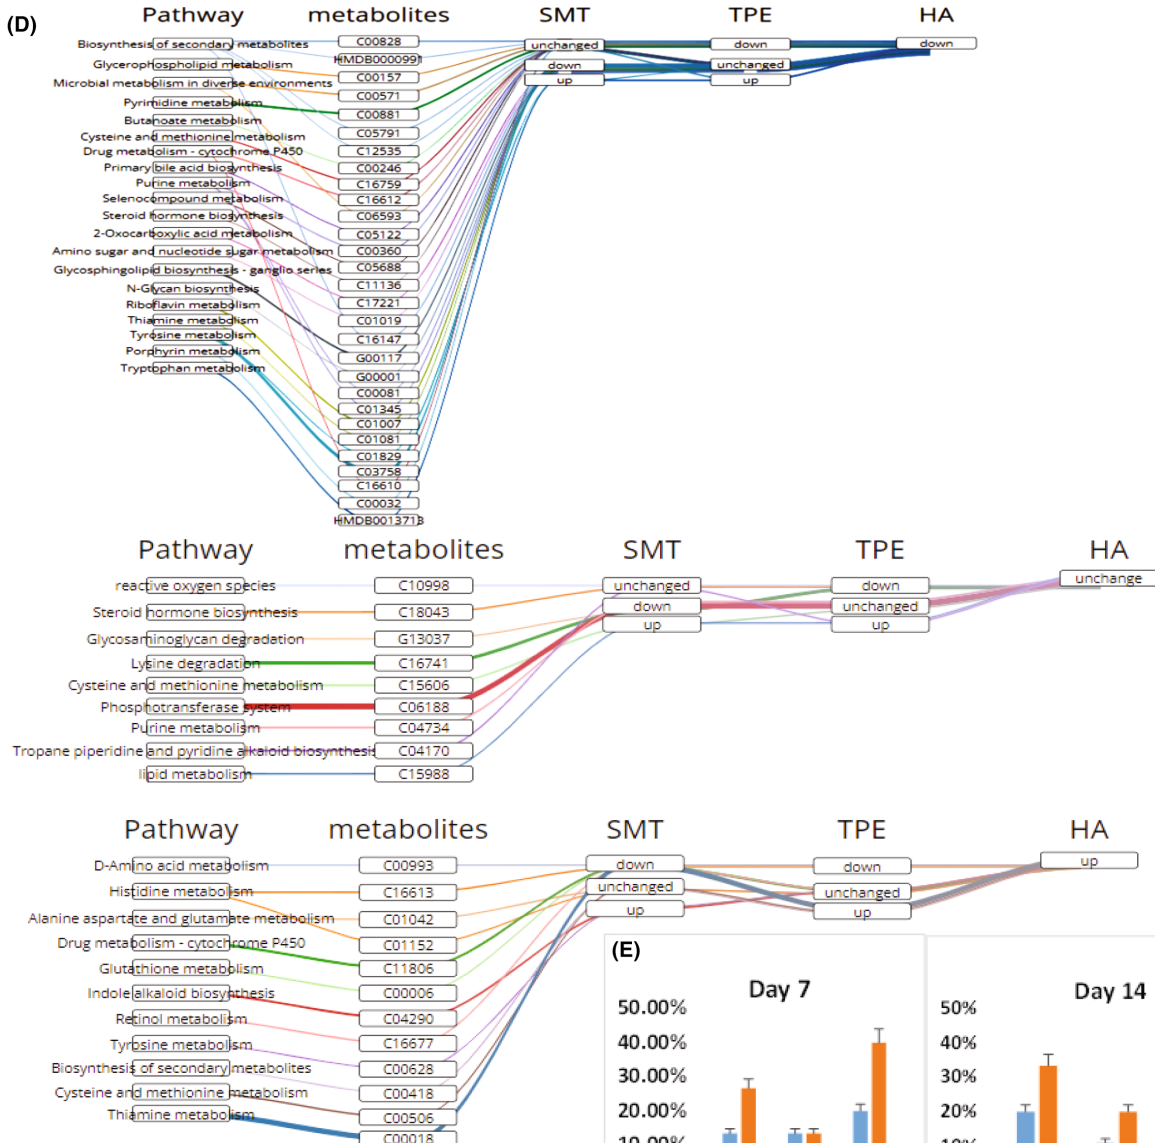 (D)
Pathway metabolites SMT TPE HA
Biosynthesis of secondary metabolites
Glycerophospholipid metabolism
Microbial metabolism in diverse environments
Pyrimidine metabolism
Butanoate metabolism
Cysteine and methionine metabolism
Drug metabolism - cytochrome P450
Primary bile acid biosynthesis
Purine metabolism
Selenocompound metabolism
Steroid hormone biosynthesis
2-Oxocarboxylic acid metabolism
Amino sugar and nucleotide sugar metabolism
Glycosphingolipid biosynthesis - ganglio series
N-Glycan biosynthesis
Riboflavin metabolism
Thiamine metabolism
Tyrosine metabolism
Porphyrin metabolism
Tryptophan metabolism
C00828
HMDB0000991
C00157
C00571
C00881
C05791
C12535
C00246
C16759
C16612
C06593
C05122
C00360
C05688
C11136
C17221
C01019
C16147
G00117
G00001
C00081
C01345
C01007
C01081
C01829
C03758
C16610
C00032
HMDB0013713
unchanged
down
up
down
unchanged
up
down
Pathway metabolites SMT TPE HA
reactive oxygen species
Steroid hormone biosynthesis
Glycosaminoglycan degradation
Lysine degradation
Cysteine and methionine metabolism
Phosphotransferase system
Purine metabolism
Tropane piperidine and pyridine alkaloid biosynthesis
lipid metabolism
C10998
C18043
G13037
C16741
C15606
C06188
C04734
C04170
C15988
unchanged
down
up
down
unchanged
up
unchange
Pathway metabolites SMT TPE HA
D-Amino acid metabolism
Histidine metabolism
Alanine aspartate and glutamate metabolism
Drug metabolism - cytochrome P450
Glutathione metabolism
Indole alkaloid biosynthesis
Retinol metabolism
Tyrosine metabolism
Biosynthesis of secondary metabolites
Cysteine and methionine metabolism
Thiamine metabolism
C00993
C16613
C01042
C01152
C11806
C00006
C04290
C16677
C00628
C00418
C00506
C00018
down
unchanged
up
down
unchanged
up
up
(E)
Day 7
50.00%
40.00%
30.00%
20.00%
10.00%
Day 14
50%
40%
30%
20%
10%